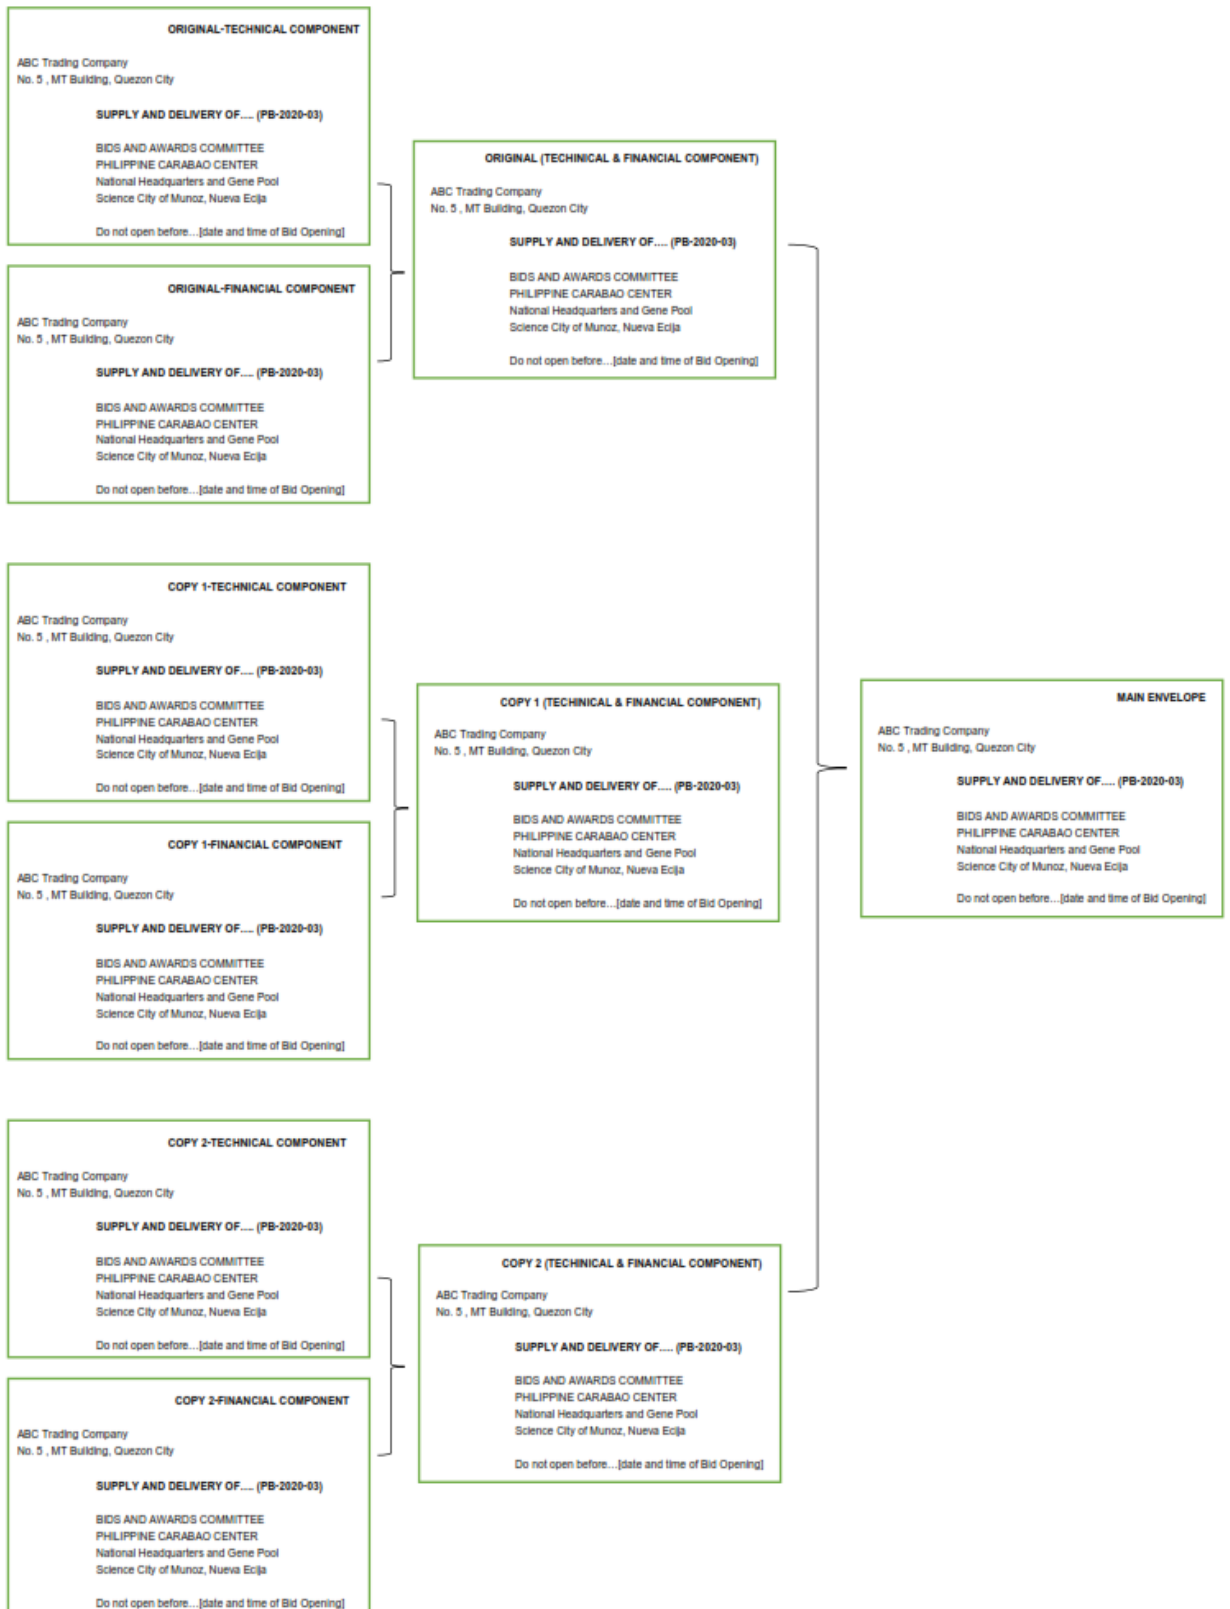 ORIGINAL-TECHNICAL COMPONENT
ABC Trading Company
No. 5 , MT Building, Quezon City
SUPPLY AND DELIVERY OF.... (PB-2020-03)
BIDS AND AWARDS COMMITTEE
PHILIPPINE CARABAO CENTER
National Headquarters and Gene Pool
Science City of Munoz, Nueva Ecija
Do not open before...[date and time of Bid Opening]
ORIGINAL-FINANCIAL COMPONENT
ABC Trading Company
No. 5 , MT Building, Quezon City
SUPPLY AND DELIVERY OF.... (PB-2020-03)
BIDS AND AWARDS COMMITTEE
PHILIPPINE CARABAO CENTER
National Headquarters and Gene Pool
Science City of Munoz, Nueva Ecija
Do not open before...[date and time of Bid Opening]
ORIGINAL (TECHINICAL & FINANCIAL COMPONENT)
ABC Trading Company
No. 5 , MT Building, Quezon City
SUPPLY AND DELIVERY OF.... (PB-2020-03)
BIDS AND AWARDS COMMITTEE
PHILIPPINE CARABAO CENTER
National Headquarters and Gene Pool
Science City of Munoz, Nueva Ecija
Do not open before...[date and time of Bid Opening]
COPY 1-TECHNICAL COMPONENT
ABC Trading Company
No. 5 , MT Building, Quezon City
SUPPLY AND DELIVERY OF.... (PB-2020-03)
BIDS AND AWARDS COMMITTEE
PHILIPPINE CARABAO CENTER
National Headquarters and Gene Pool
Science City of Munoz, Nueva Ecija
Do not open before...[date and time of Bid Opening]
COPY 1-FINANCIAL COMPONENT
ABC Trading Company
No. 5 , MT Building, Quezon City
SUPPLY AND DELIVERY OF.... (PB-2020-03)
BIDS AND AWARDS COMMITTEE
PHILIPPINE CARABAO CENTER
National Headquarters and Gene Pool
Science City of Munoz, Nueva Ecija
Do not open before...[date and time of Bid Opening]
COPY 1 (TECHINICAL & FINANCIAL COMPONENT)
ABC Trading Company
No. 5 , MT Building, Quezon City
SUPPLY AND DELIVERY OF.... (PB-2020-03)
BIDS AND AWARDS COMMITTEE
PHILIPPINE CARABAO CENTER
National Headquarters and Gene Pool
Science City of Munoz, Nueva Ecija
Do not open before...[date and time of Bid Opening]
MAIN ENVELOPE
ABC Trading Company
No. 5 , MT Building, Quezon City
SUPPLY AND DELIVERY OF.... (PB-2020-03)
BIDS AND AWARDS COMMITTEE
PHILIPPINE CARABAO CENTER
National Headquarters and Gene Pool
Science City of Munoz, Nueva Ecija
Do not open before...[date and time of Bid Opening]
COPY 2-TECHNICAL COMPONENT
ABC Trading Company
No. 5 , MT Building, Quezon City
SUPPLY AND DELIVERY OF.... (PB-2020-03)
BIDS AND AWARDS COMMITTEE
PHILIPPINE CARABAO CENTER
National Headquarters and Gene Pool
Science City of Munoz, Nueva Ecija
Do not open before...[date and time of Bid Opening]
COPY 2-FINANCIAL COMPONENT
ABC Trading Company
No. 5 , MT Building, Quezon City
SUPPLY AND DELIVERY OF.... (PB-2020-03)
BIDS AND AWARDS COMMITTEE
PHILIPPINE CARABAO CENTER
National Headquarters and Gene Pool
Science City of Munoz, Nueva Ecija
Do not open before...[date and time of Bid Opening]
COPY 2 (TECHINICAL & FINANCIAL COMPONENT)
ABC Trading Company
No. 5 , MT Building, Quezon City
SUPPLY AND DELIVERY OF.... (PB-2020-03)
BIDS AND AWARDS COMMITTEE
PHILIPPINE CARABAO CENTER
National Headquarters and Gene Pool
Science City of Munoz, Nueva Ecija
Do not open before...[date and time of Bid Opening]